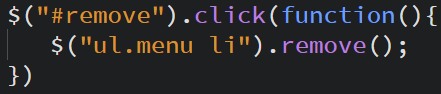 $("#remove").click(function(){
    $("ul.menu li").remove();
})